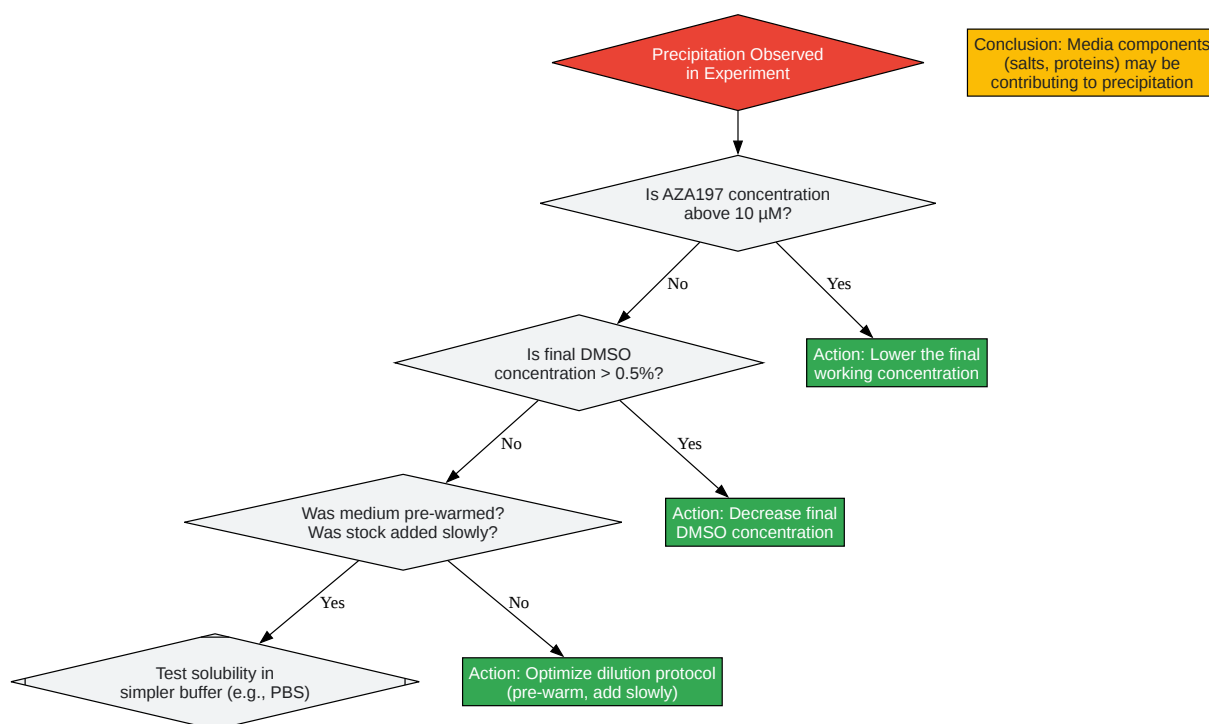 Precipitation Observed
in Experiment
Conclusion: Media components
(salts, proteins) may be
contributing to precipitation
Is AZA197 concentration
above 10 µM?
No
Yes
Is final DMSO
concentration > 0.5%?
Action: Lower the final
working concentration
No
Yes
Was medium pre-warmed?
Was stock added slowly?
Action: Decrease final
DMSO concentration
Yes
No
Test solubility in
simpler buffer (e.g., PBS)
Action: Optimize dilution protocol
(pre-warm, add slowly)